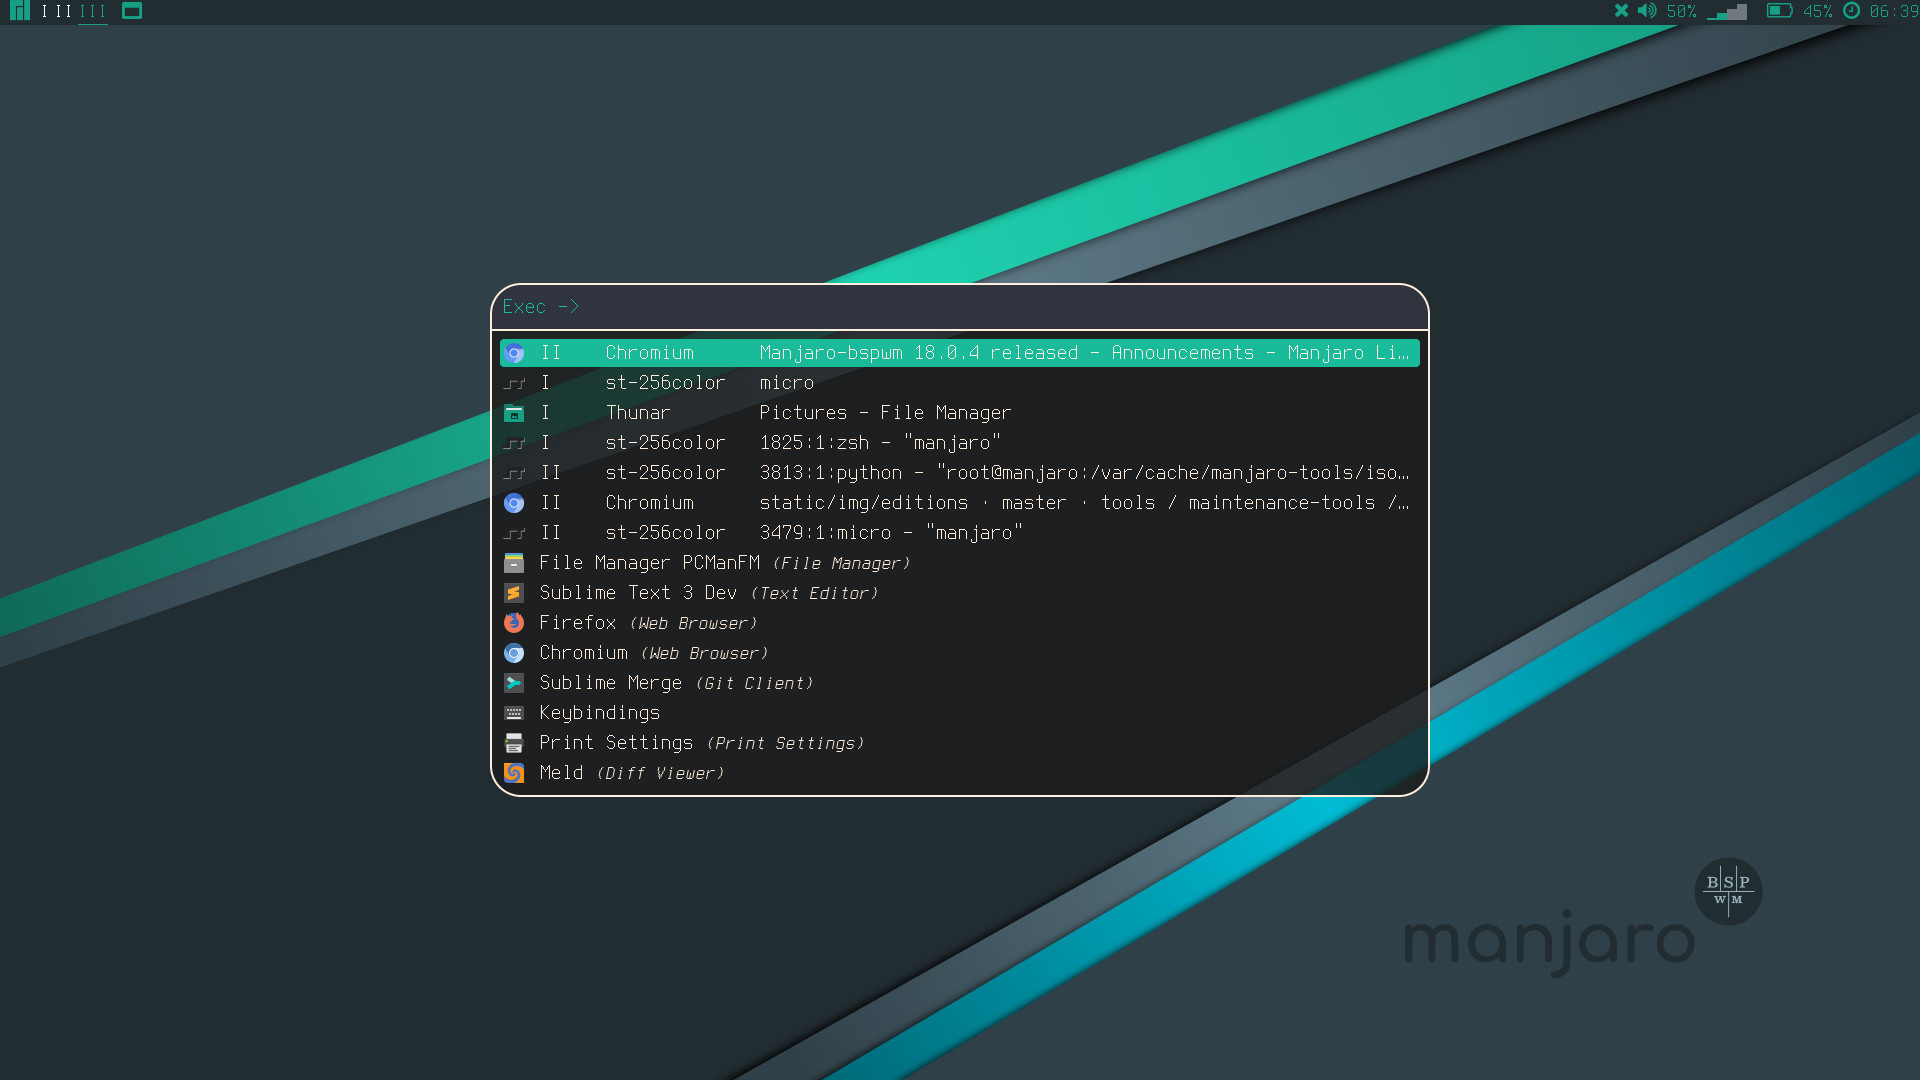 I II III 50% 45% 06:39
Exec ->
II Chromium Manjaro-bspwm 18.0.4 released - Announcements - Manjaro Li…
I st-256color micro
I Thunar Pictures - File Manager
I st-256color 1825:1:zsh - "manjaro"
II st-256color 3813:1:python - "root@manjaro:/var/cache/manjaro-tools/iso…
II Chromium static/img/editions · master · tools / maintenance-tools /…
II st-256color 3479:1:micro - "manjaro"
File Manager PCManFM (File Manager)
Sublime Text 3 Dev (Text Editor)
Firefox (Web Browser)
Chromium (Web Browser)
Sublime Merge (Git Client)
Keybindings
Print Settings (Print Settings)
Meld (Diff Viewer)
BSP
WM
manjaro